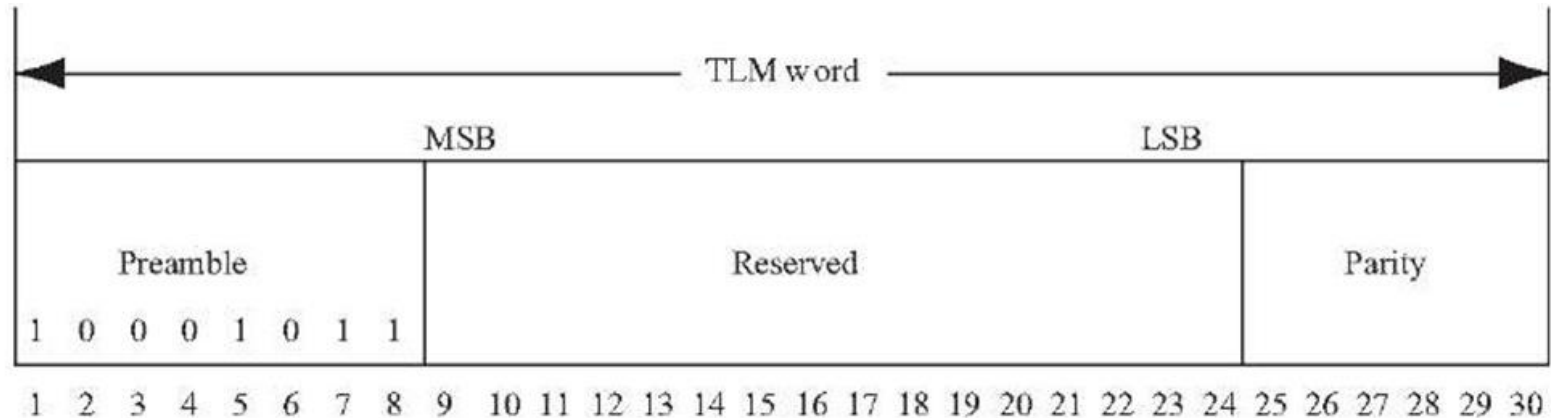 TLM word
MSB LSB
Preamble Reserved Parity
1 0 0 0 1 0 1 1
1 2 3 4 5 6 7 8 9 10 11 12 13 14 15 16 17 18 19 20 21 22 23 24 25 26 27 28 29 30